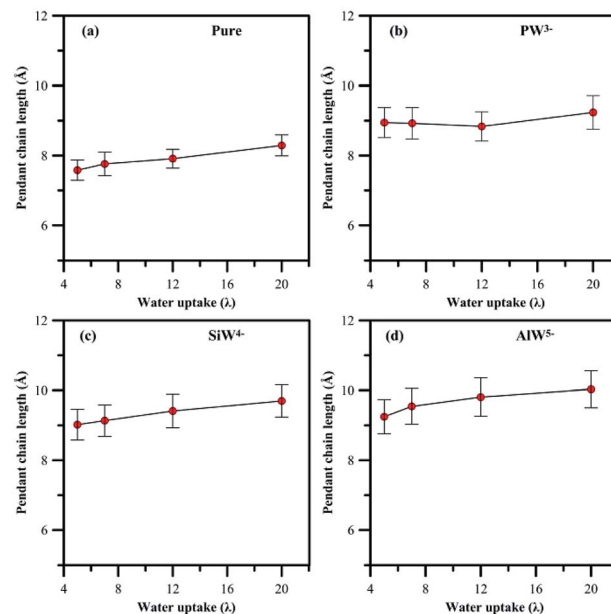 (a) Pure
Pendant chain length (Å)
12
10
8
6
4 8 12 16 20
Water uptake (λ)
(b) PW³⁻
Pendant chain length (Å)
12
10
8
6
4 8 12 16 20
Water uptake (λ)
(c) SiW⁴⁻
Pendant chain length (Å)
12
10
8
6
4 8 12 16 20
Water uptake (λ)
(d) AlW⁵⁻
Pendant chain length (Å)
12
10
8
6
4 8 12 16 20
Water uptake (λ)